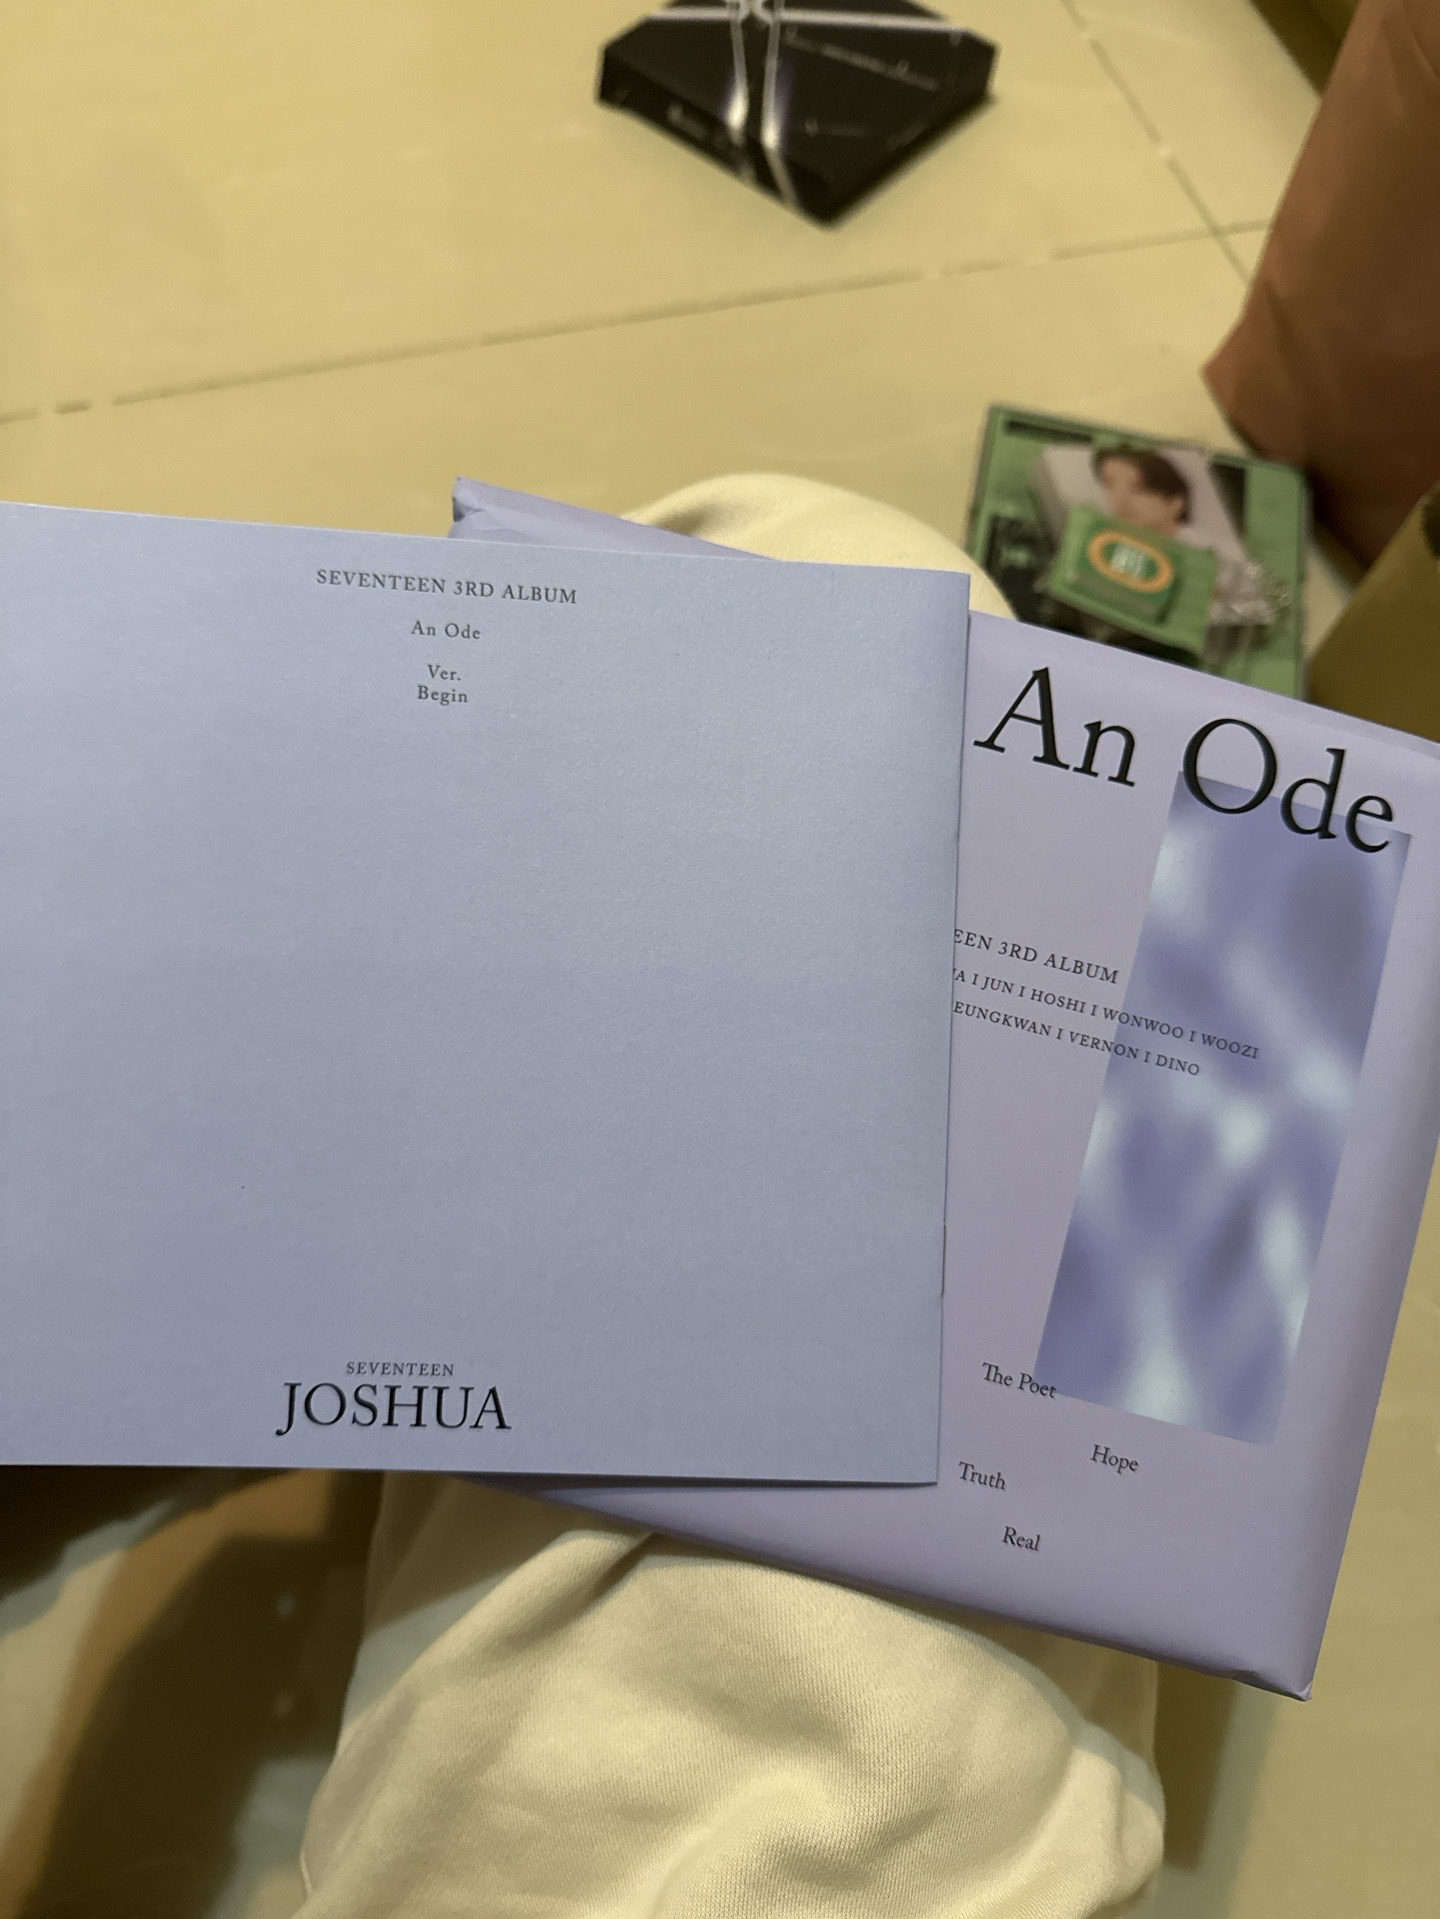 SEVENTEEN 3RD ALBUM
An Ode
Ver.
Begin
SEVENTEEN
JOSHUA
An Ode
EEN 3RD ALBUM
A I JUN I HOSHI I WONWOO I WOOZI
EUNGKWAN I VERNON I DINO
The Poet
Hope
Truth
Real